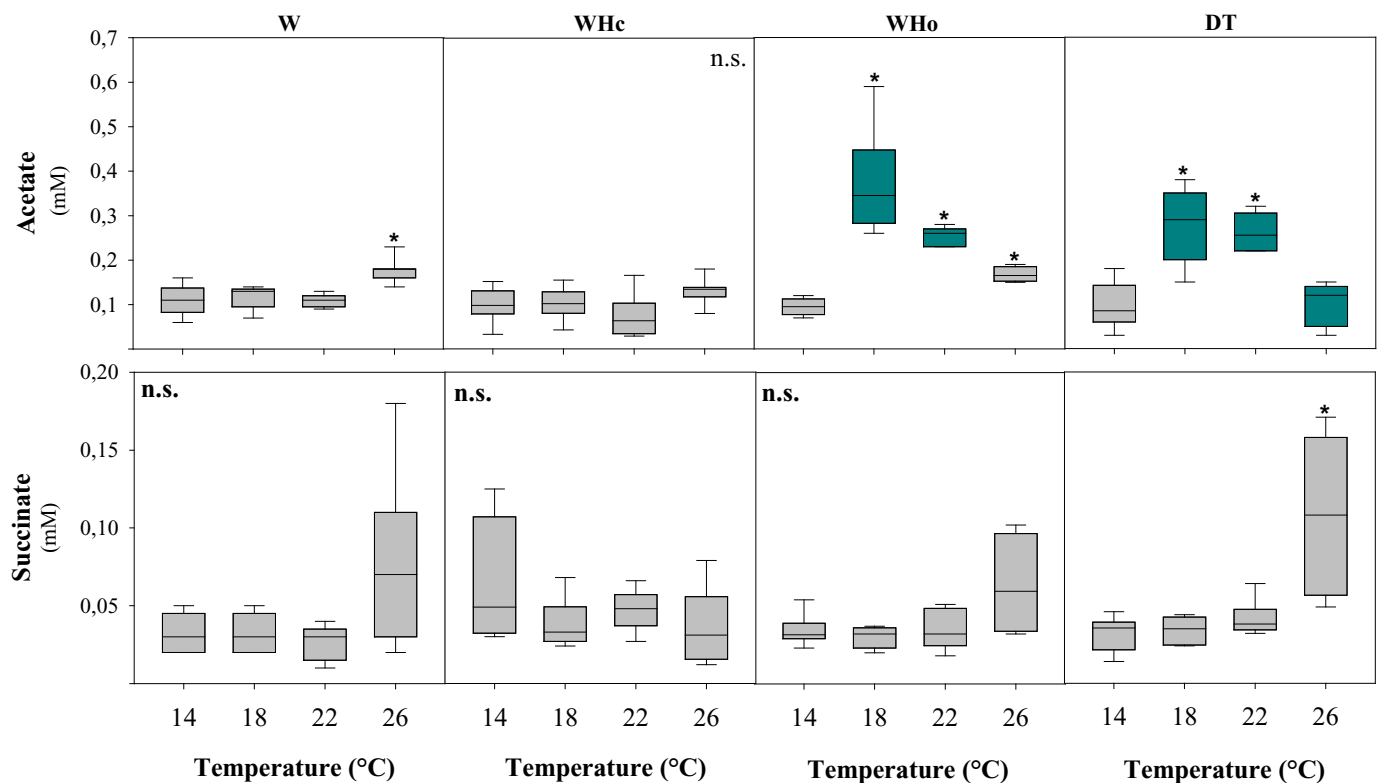 W WHc WHo DT
Acetate
(mM)
0,7
0,6
0,5
0,4
0,3
0,2
0,1
n.s.
*
*
*
*
*
*
Succinate
(mM)
0,20
0,15
0,10
0,05
n.s. n.s. n.s.
*
14 18 22 26 14 18 22 26 14 18 22 26 14 18 22 26
Temperature (°C) Temperature (°C) Temperature (°C) Temperature (°C)